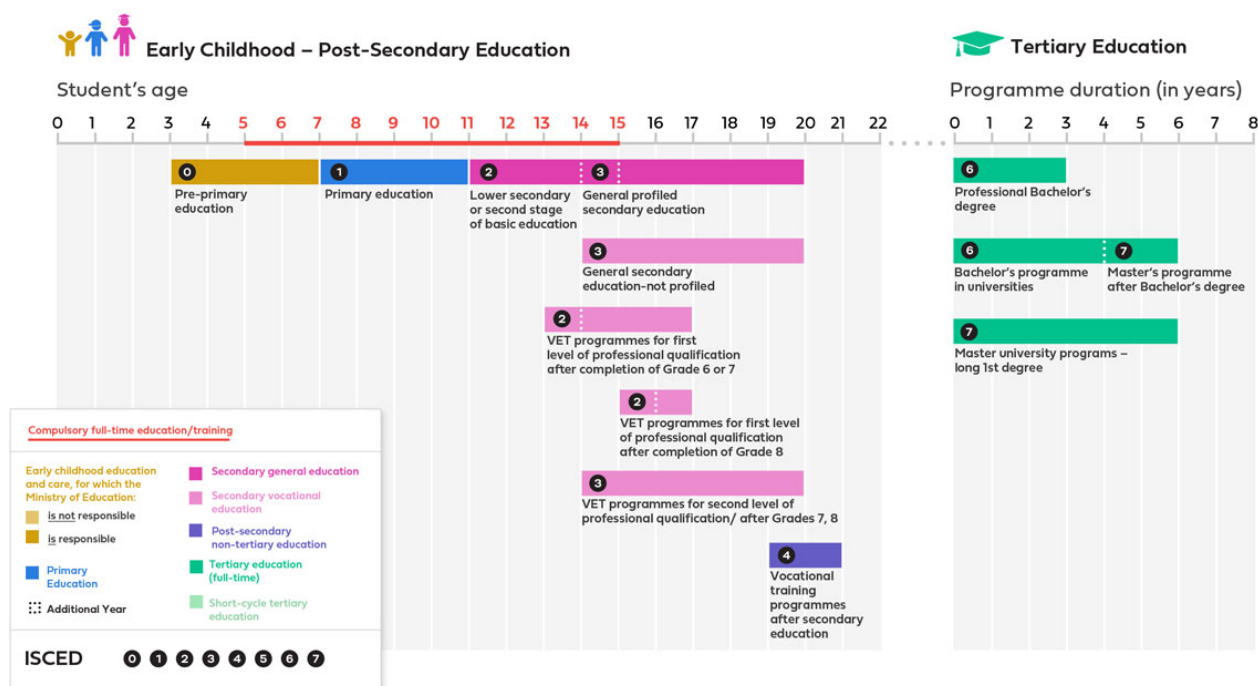 Early Childhood – Post-Secondary Education
Tertiary Education
Student's age
Programme duration (in years)
0 1 2 3 4 5 6 7 8 9 10 11 12 13 14 15 16 17 19 20 21 22
0 1 2 3 4 5 6 7 8
0
1
2
3
Pre-primary
education
Primary education
Lower secondary
or second stage
of basic education
General profiled
secondary education
6
Professional Bachelor's
degree
3
General secondary
education-not profiled
6
7
Bachelor's programme
in universities
Master's programme
after Bachelor's degree
2
VET programmes for first
level of professional qualification
after completion of Grade 6 or 7
7
Master university programs –
long 1st degree
2
VET programmes for first level
of professional qualification
after completion of Grade 8
3
VET programmes for second level of
professional qualification/ after Grades 7, 8
4
Vocational
training
programmes
after secondary
education
Compulsory full-time education/training
Early childhood education
and care, for which the
Ministry of Education:
is not responsible
is responsible
Primary
Education
Additional Year
Secondary general education
Secondary vocational
education
Post-secondary
non-tertiary education
Tertiary education
(full-time)
Short-cycle tertiary
education
ISCED 0 1 2 3 4 5 6 7